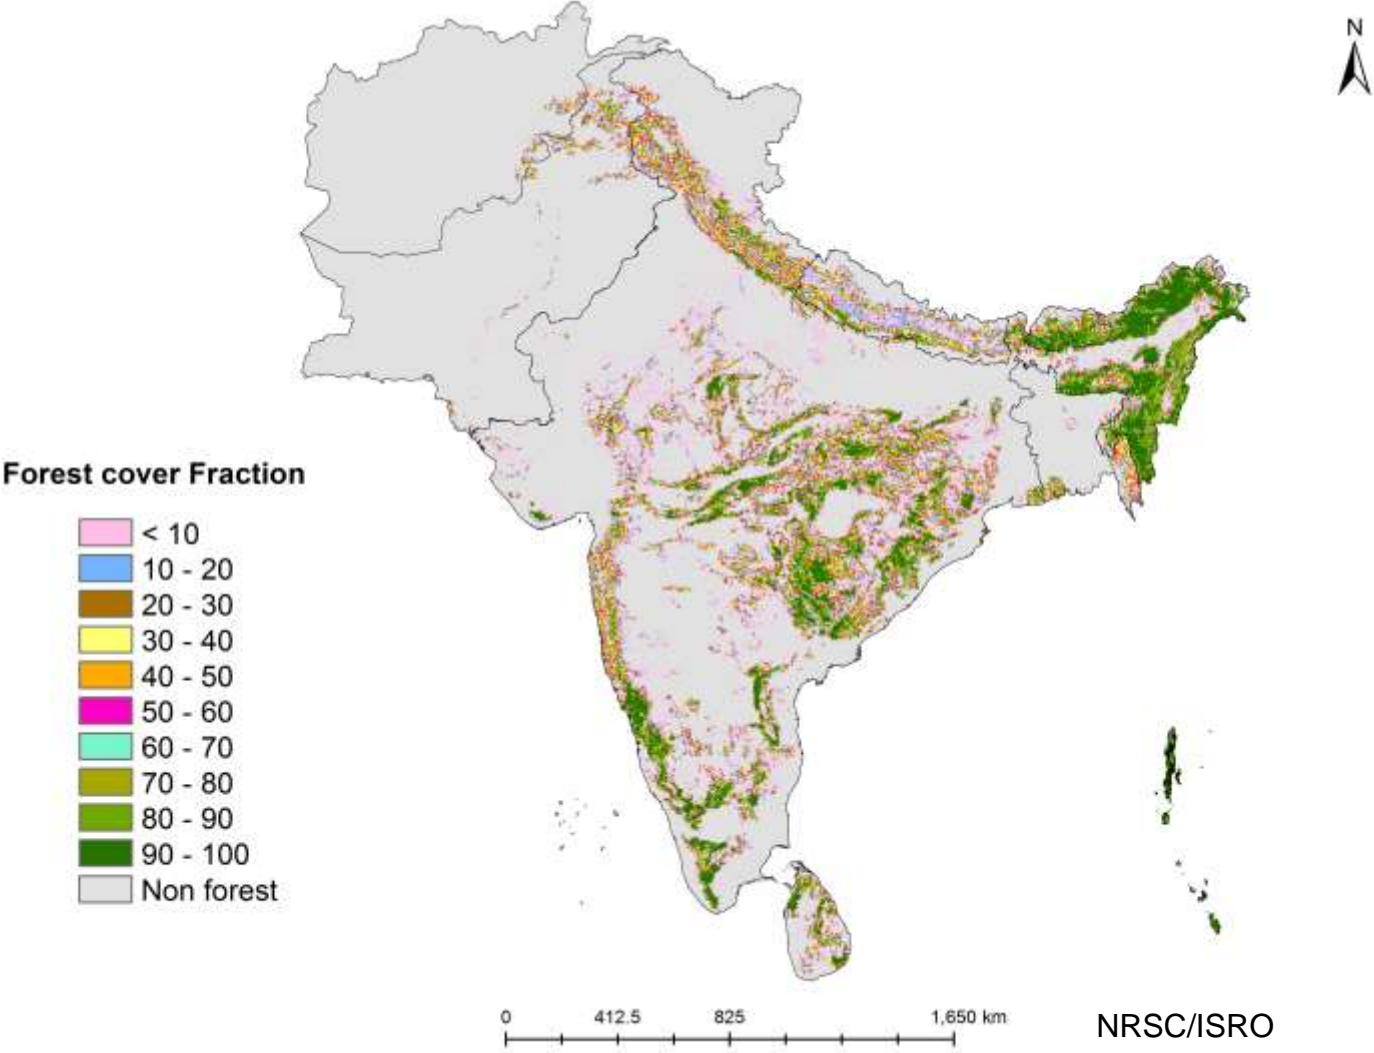 N
Forest cover Fraction
< 10
10 - 20
20 - 30
30 - 40
40 - 50
50 - 60
60 - 70
70 - 80
80 - 90
90 - 100
Non forest
0 412.5 825 1,650 km
NRSC/ISRO